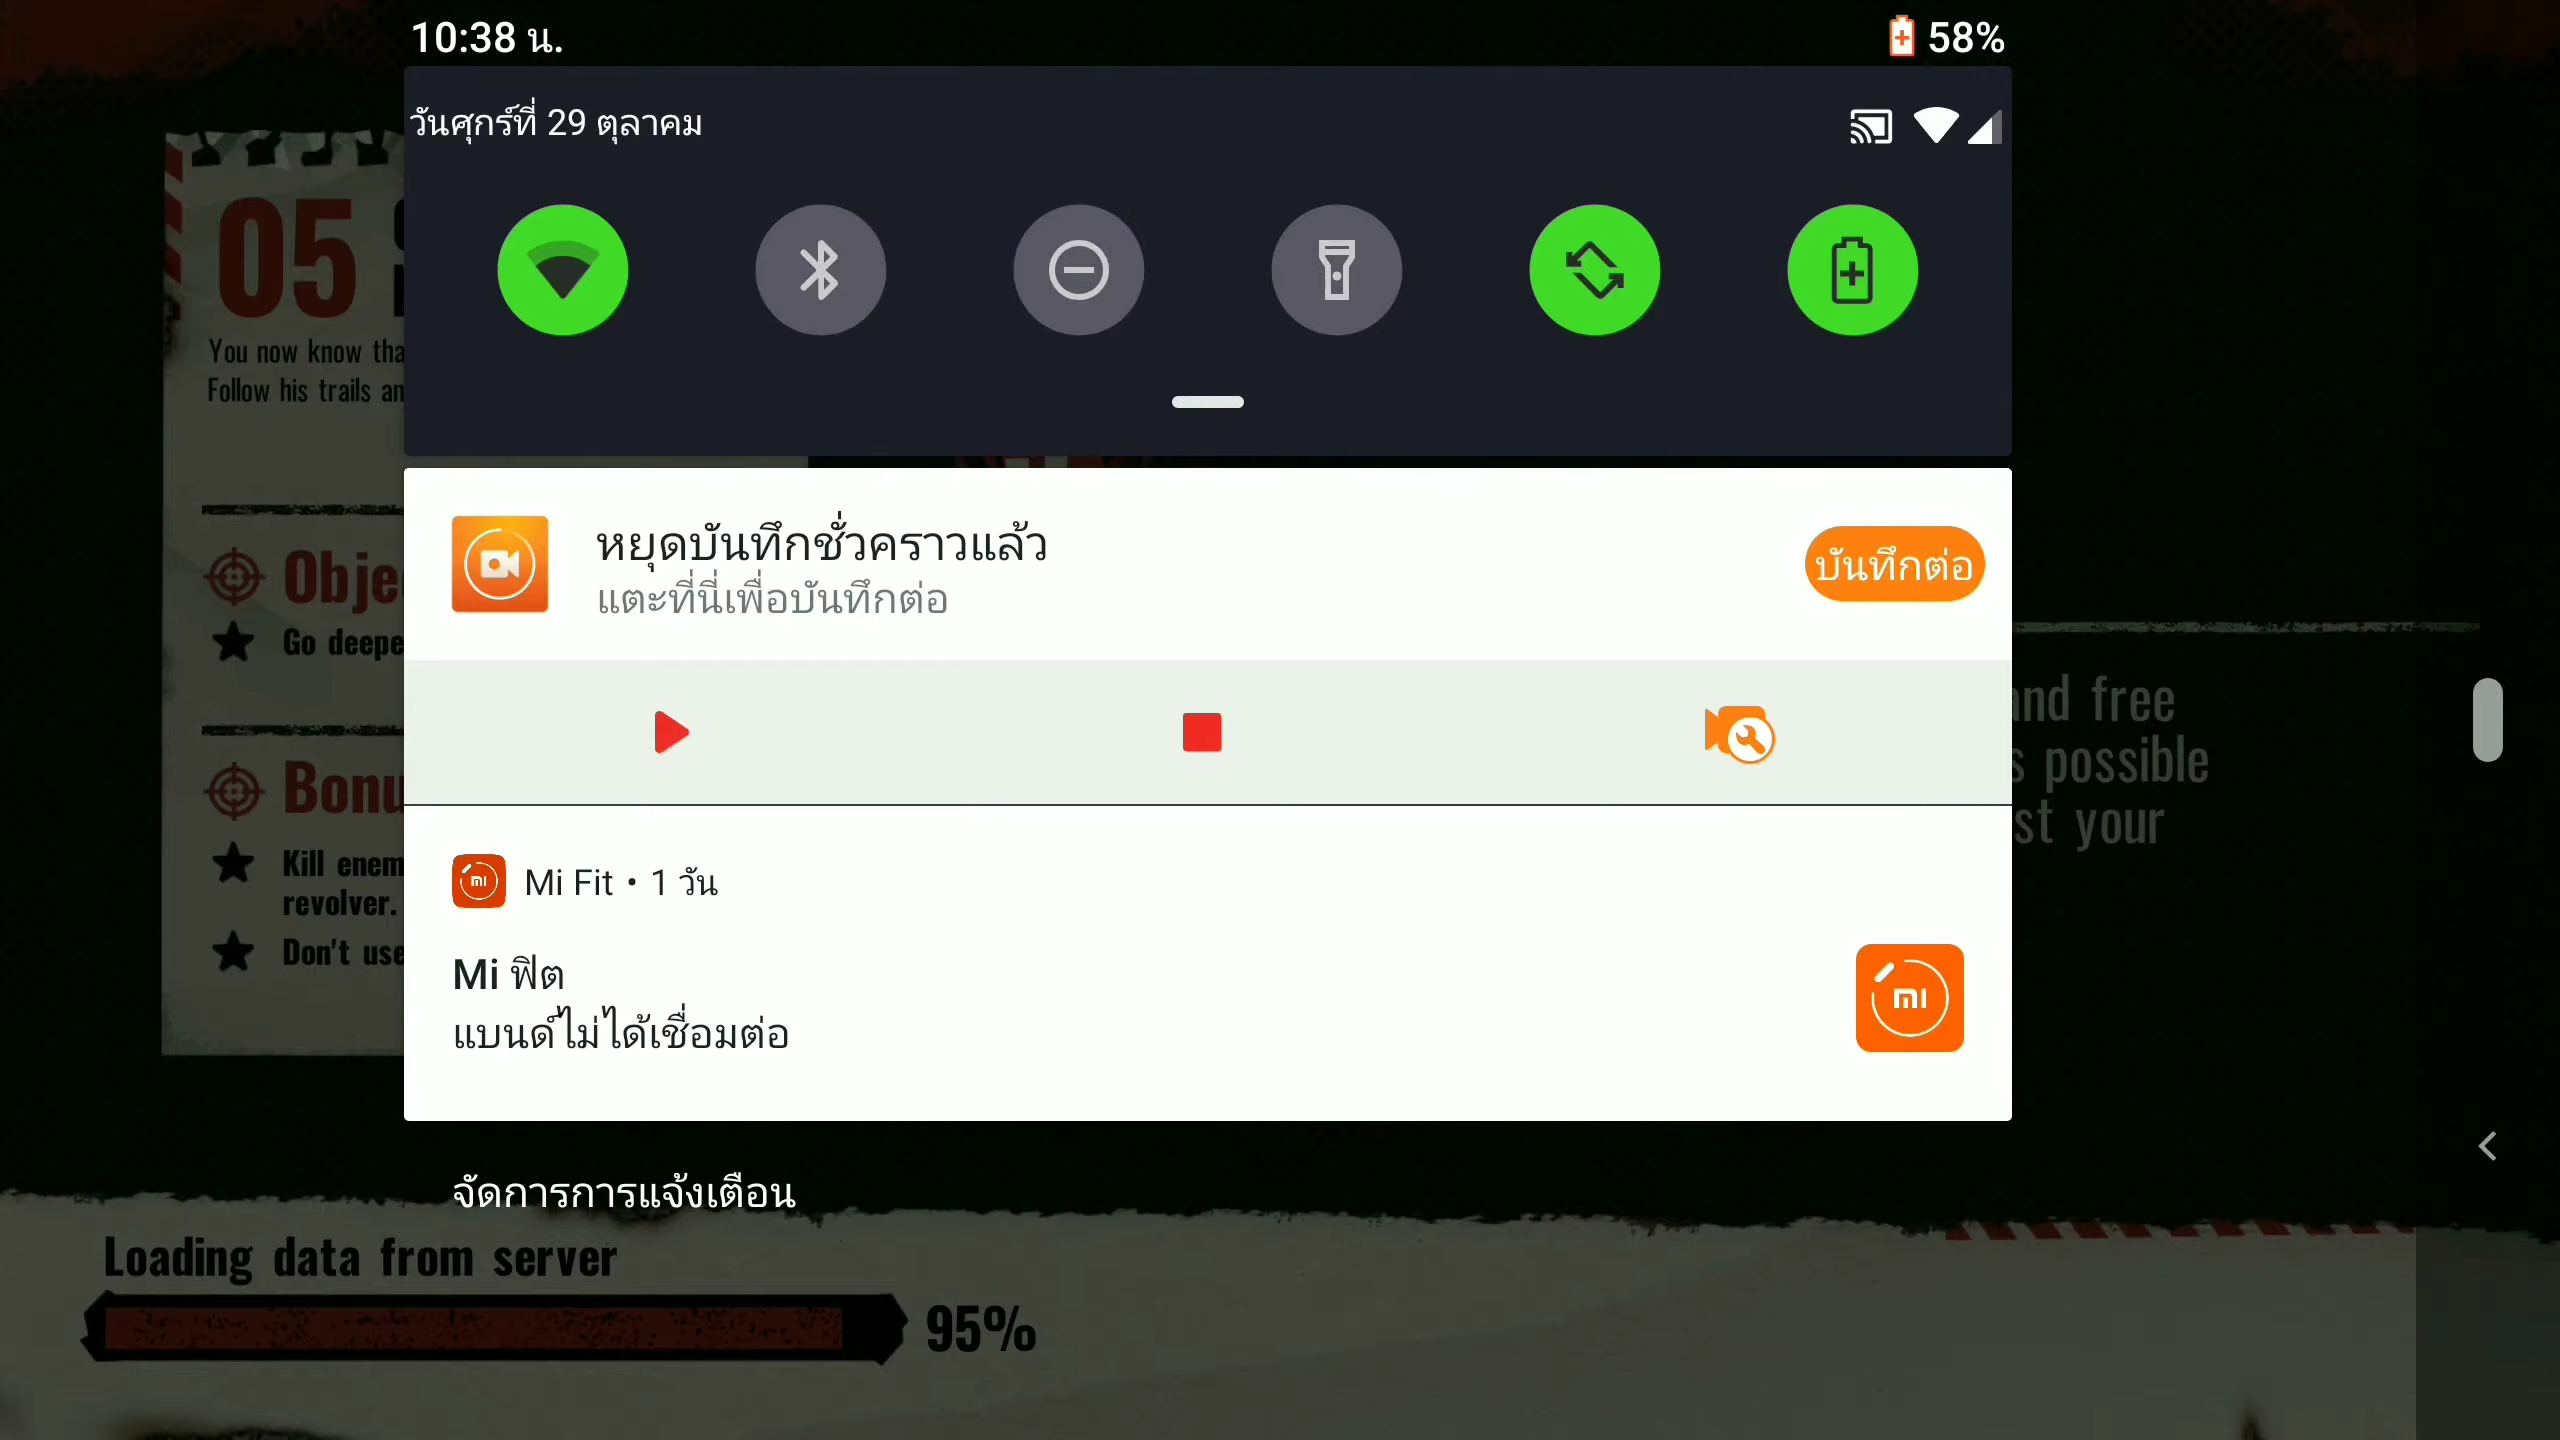 10:38 น.
58%
วันศุกร์ที่ 29 ตุลาคม
05
You now know tha
Follow his trails an
หยุดบันทึกชั่วคราวแล้ว
แตะที่นี่เพื่อบันทึกต่อ
บันทึกต่อ
Obje
Go deepe
Bonu
Kill enem
revolver.
Don't use
and free
s possible
st your
Mi Fit • 1 วัน
Mi ฟิต
แบนด์ไม่ได้เชื่อมต่อ
จัดการการแจ้งเตือน
Loading data from server
95%